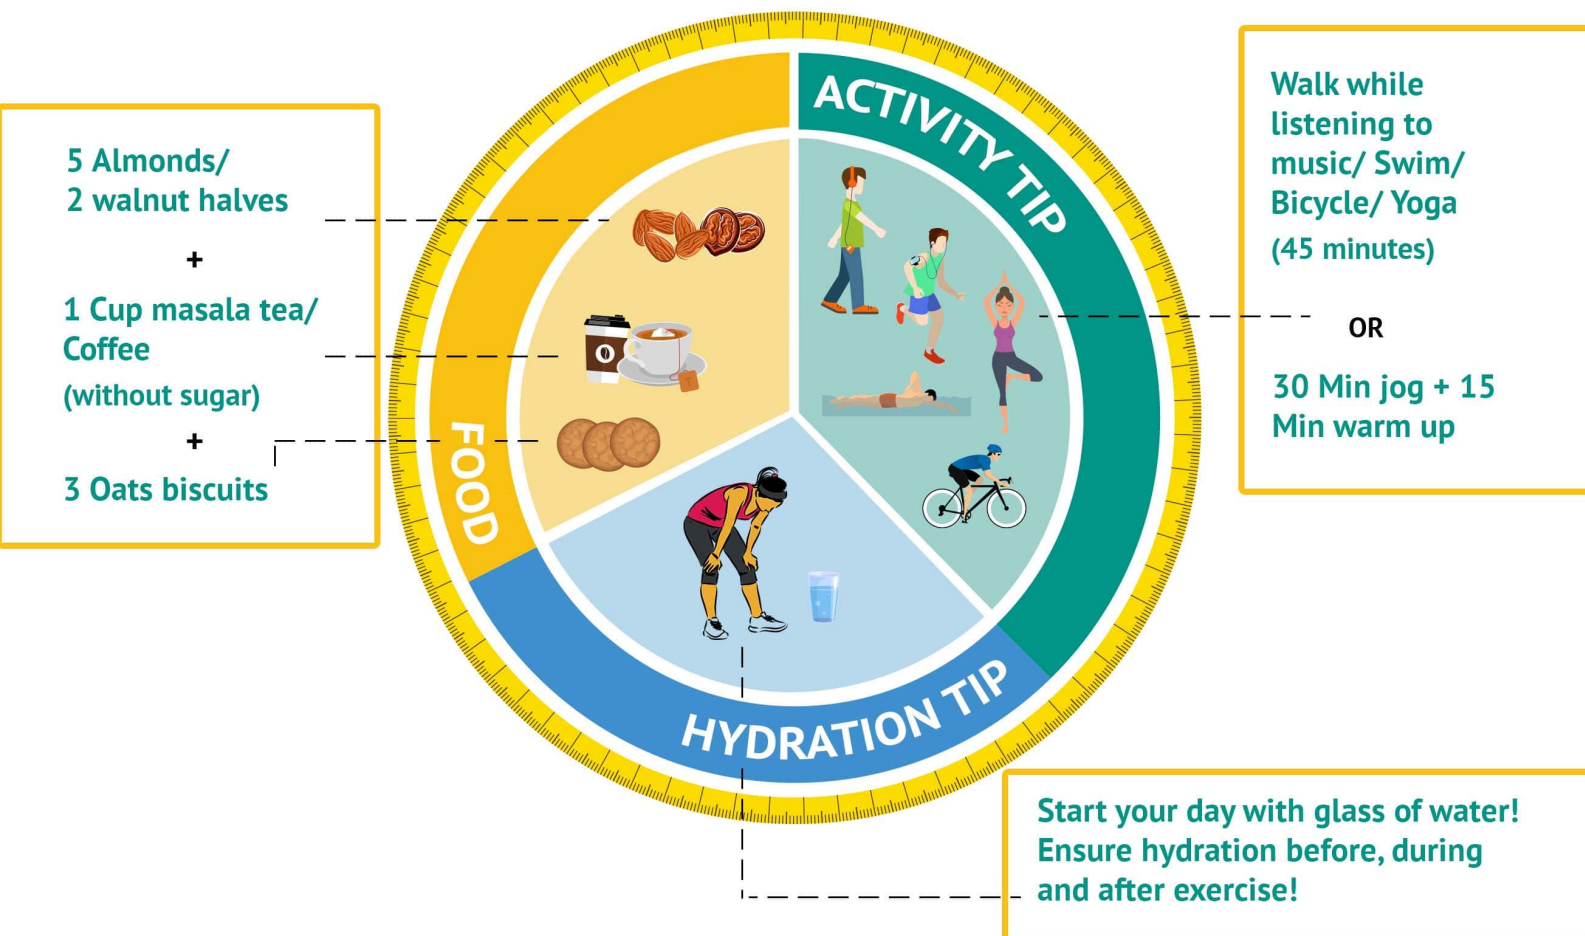 5 Almonds/
2 walnut halves
+
1 Cup masala tea/
Coffee
(without sugar)
+
3 Oats biscuits
FOOD
ACTIVITY TIP
HYDRATION TIP
Walk while
listening to
music/ Swim/
Bicycle/ Yoga
(45 minutes)
OR
30 Min jog + 15
Min warm up
Start your day with glass of water!
Ensure hydration before, during
and after exercise!